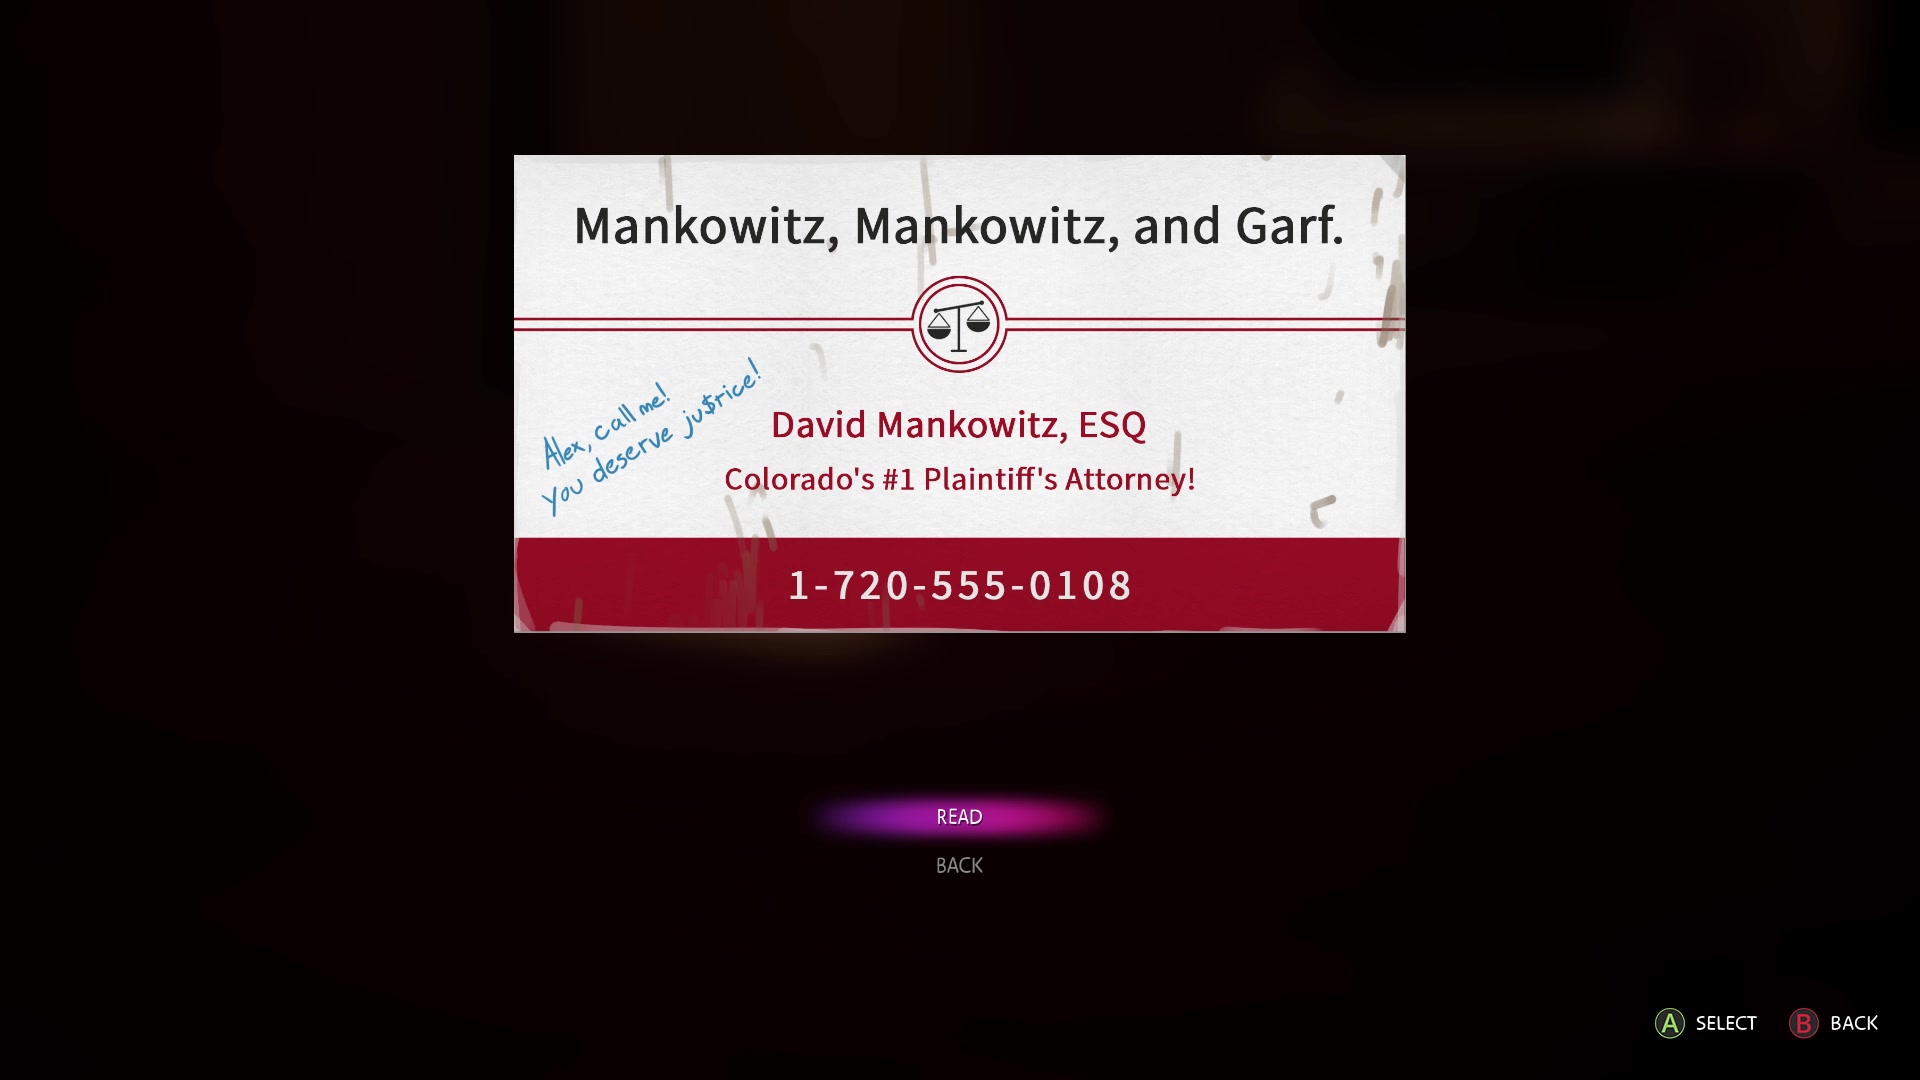 Mankowitz, Mankowitz, and Garf.
Alex, call me!
You deserve ju$tice!
David Mankowitz, ESQ
Colorado's #1 Plaintiff's Attorney!
1-720-555-0108
READ
BACK
A SELECT B BACK